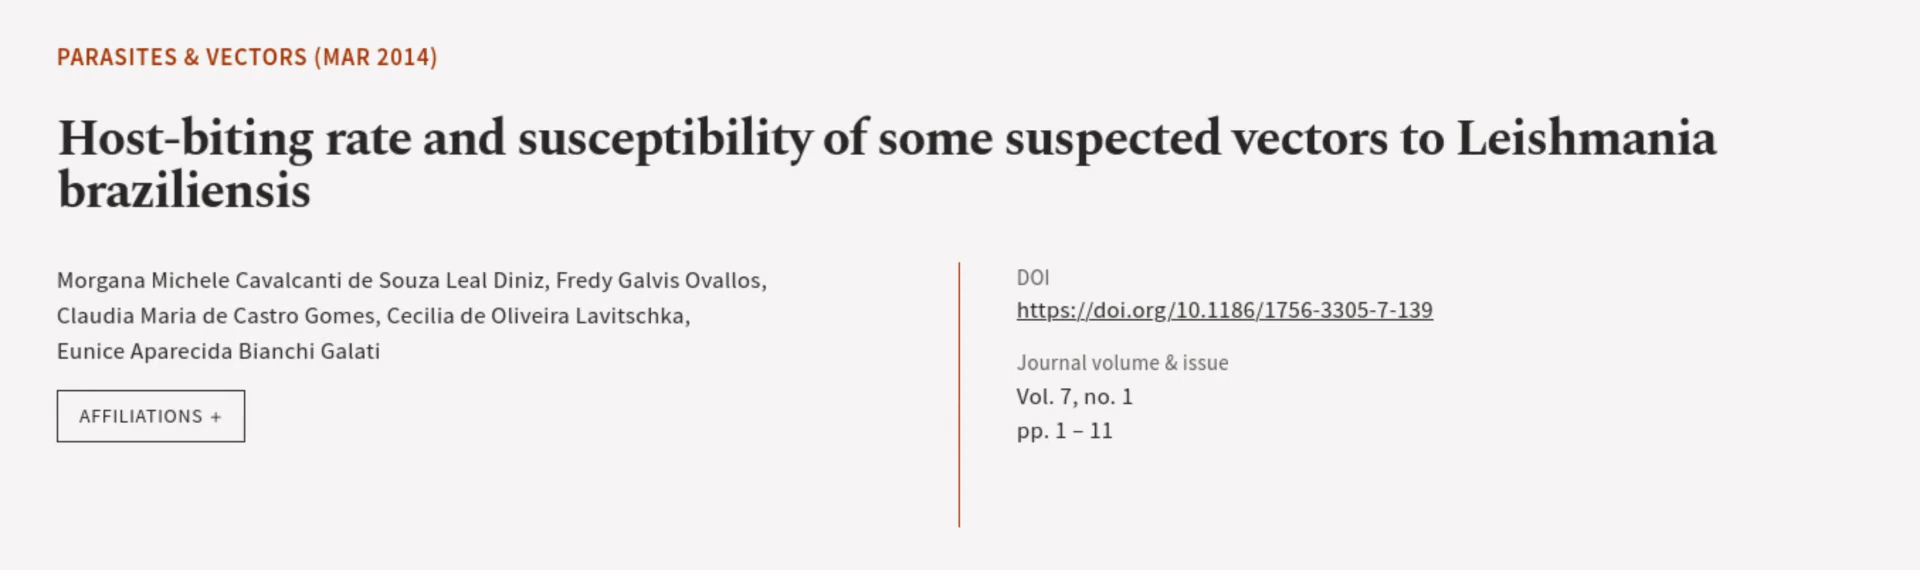 PARASITES & VECTORS (MAR 2014)
Host-biting rate and susceptibility of some suspected vectors to Leishmania
braziliensis
Morgana Michele Cavalcanti de Souza Leal Diniz, Fredy Galvis Ovallos,
Claudia Maria de Castro Gomes, Cecilia de Oliveira Lavitschka,
Eunice Aparecida Bianchi Galati
AFFILIATIONS +
DOI
https://doi.org/10.1186/1756-3305-7-139
Journal volume & issue
Vol. 7, no. 1
pp. 1 – 11